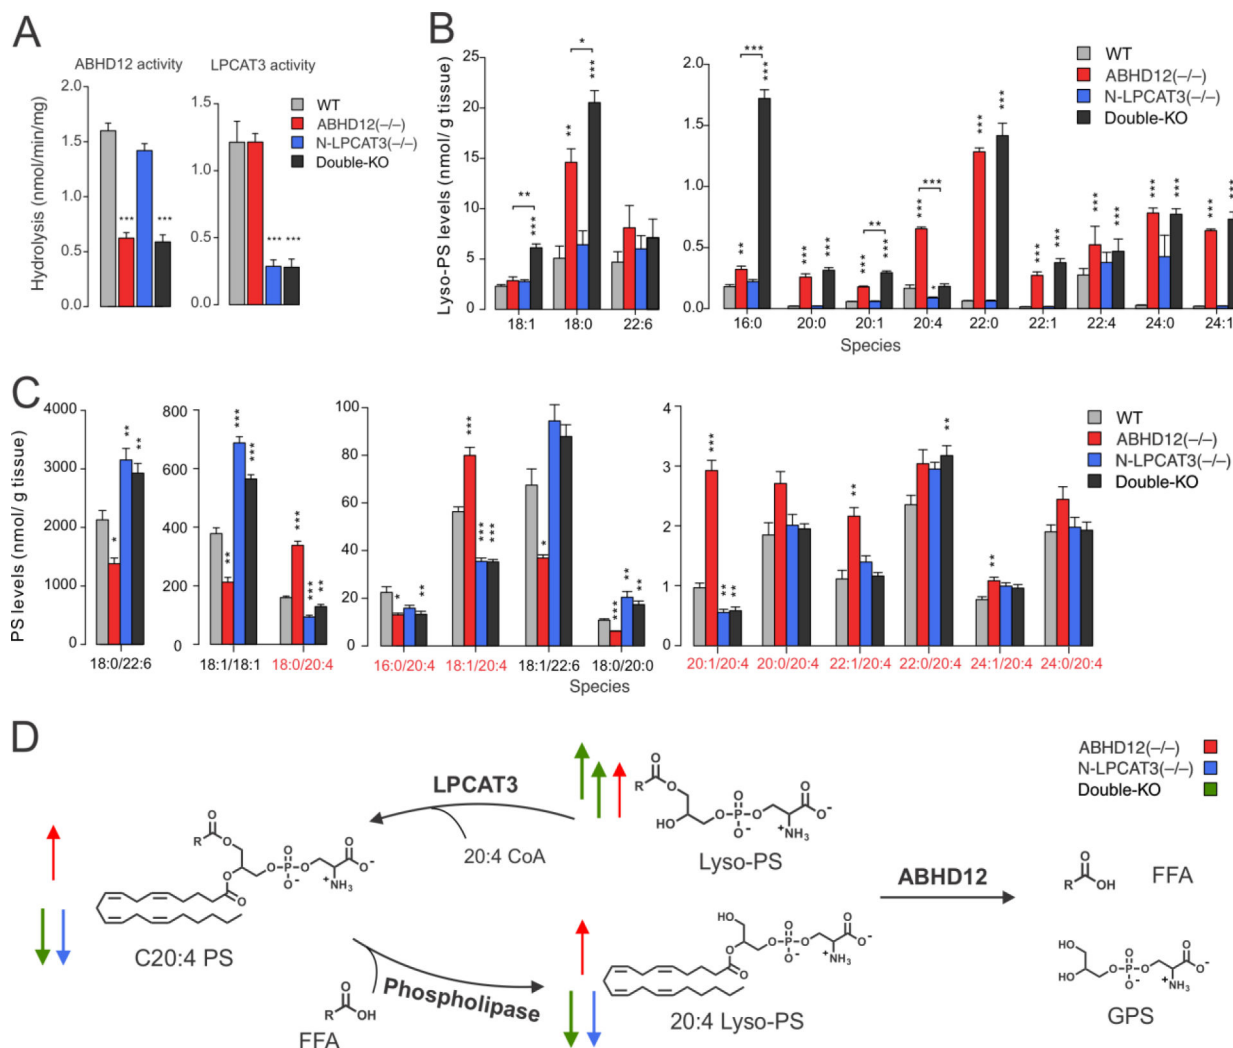 A
ABHD12 activity
LPCAT3 activity
Hydrolysis (nmol/min/mg)
2.0
1.5
1.0
0.5
0.0
*** ***
1.5
1.0
0.5
0.0
*** ***
WT
ABHD12(−/−)
N-LPCAT3(−/−)
Double-KO
B
Lyso-PS levels (nmol/ g tissue)
25
20
15
10
5
0
** *** ** * ***
18:1 18:0 22:6
2.0
1.5
1.0
0.5
0.0
** *** *** *** *** *** *** ** *** *** * *** *** *** *** *** *** *** *** *** ***
16:0 20:0 20:1 20:4 22:0 22:1 22:4 24:0 24:1
Species
WT
ABHD12(−/−)
N-LPCAT3(−/−)
Double-KO
C
PS levels (nmol/ g tissue)
4000
3000
2000
1000
0
* ** **
18:0/22:6
800
600
400
200
0
** *** *** *** *** **
18:1/18:1 18:0/20:4
100
80
60
40
20
0
* ** *** *** *** * *** ** **
16:0/20:4 18:1/20:4 18:1/22:6 18:0/20:0
4
3
2
1
0
*** ** ** ** ** **
20:1/20:4 20:0/20:4 22:1/20:4 22:0/20:4 24:1/20:4 24:0/20:4
Species
WT
ABHD12(−/−)
N-LPCAT3(−/−)
Double-KO
D
ABHD12(−/−)
N-LPCAT3(−/−)
Double-KO
LPCAT3
20:4 CoA
Lyso-PS
ABHD12
FFA
C20:4 PS
Phospholipase
FFA
20:4 Lyso-PS
GPS